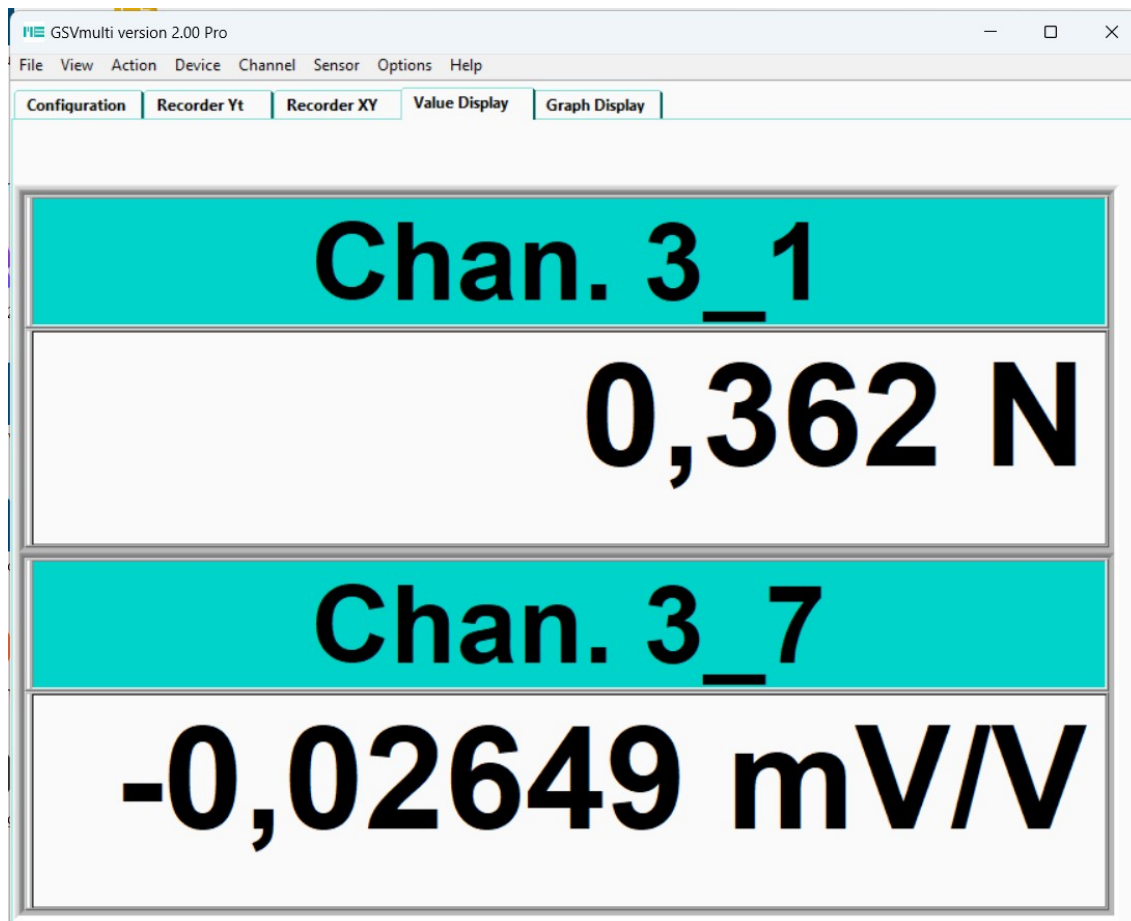 GSVmulti version 2.00 Pro
File View Action Device Channel Sensor Options Help
Configuration Recorder Yt Recorder XY Value Display Graph Display
Chan. 3_1
0,362 N
Chan. 3_7
-0,02649 mV/V